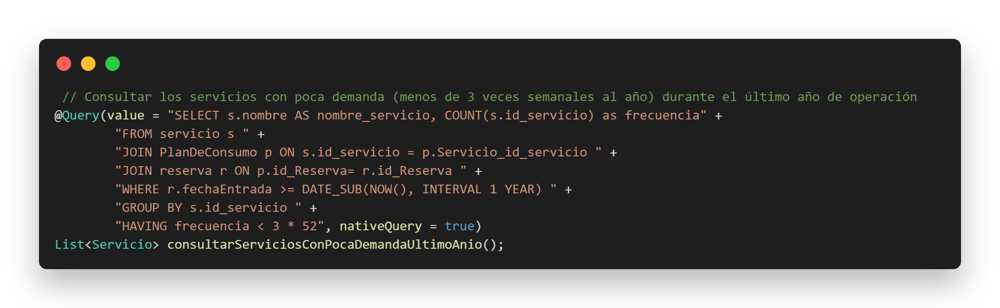 // Consultar los servicios con poca demanda (menos de 3 veces semanales al año) durante el último año de operación
@Query(value = "SELECT s.nombre AS nombre_servicio, COUNT(s.id_servicio) as frecuencia" +
"FROM servicio s " +
"JOIN PlanDeConsumo p ON s.id_servicio = p.Servicio_id_servicio " +
"JOIN reserva r ON p.id_Reserva= r.id_Reserva " +
"WHERE r.fechaEntrada >= DATE_SUB(NOW(), INTERVAL 1 YEAR) " +
"GROUP BY s.id_servicio " +
"HAVING frecuencia < 3 * 52", nativeQuery = true)
List<Servicio> consultarServiciosConPocaDemandaUltimoAnio();